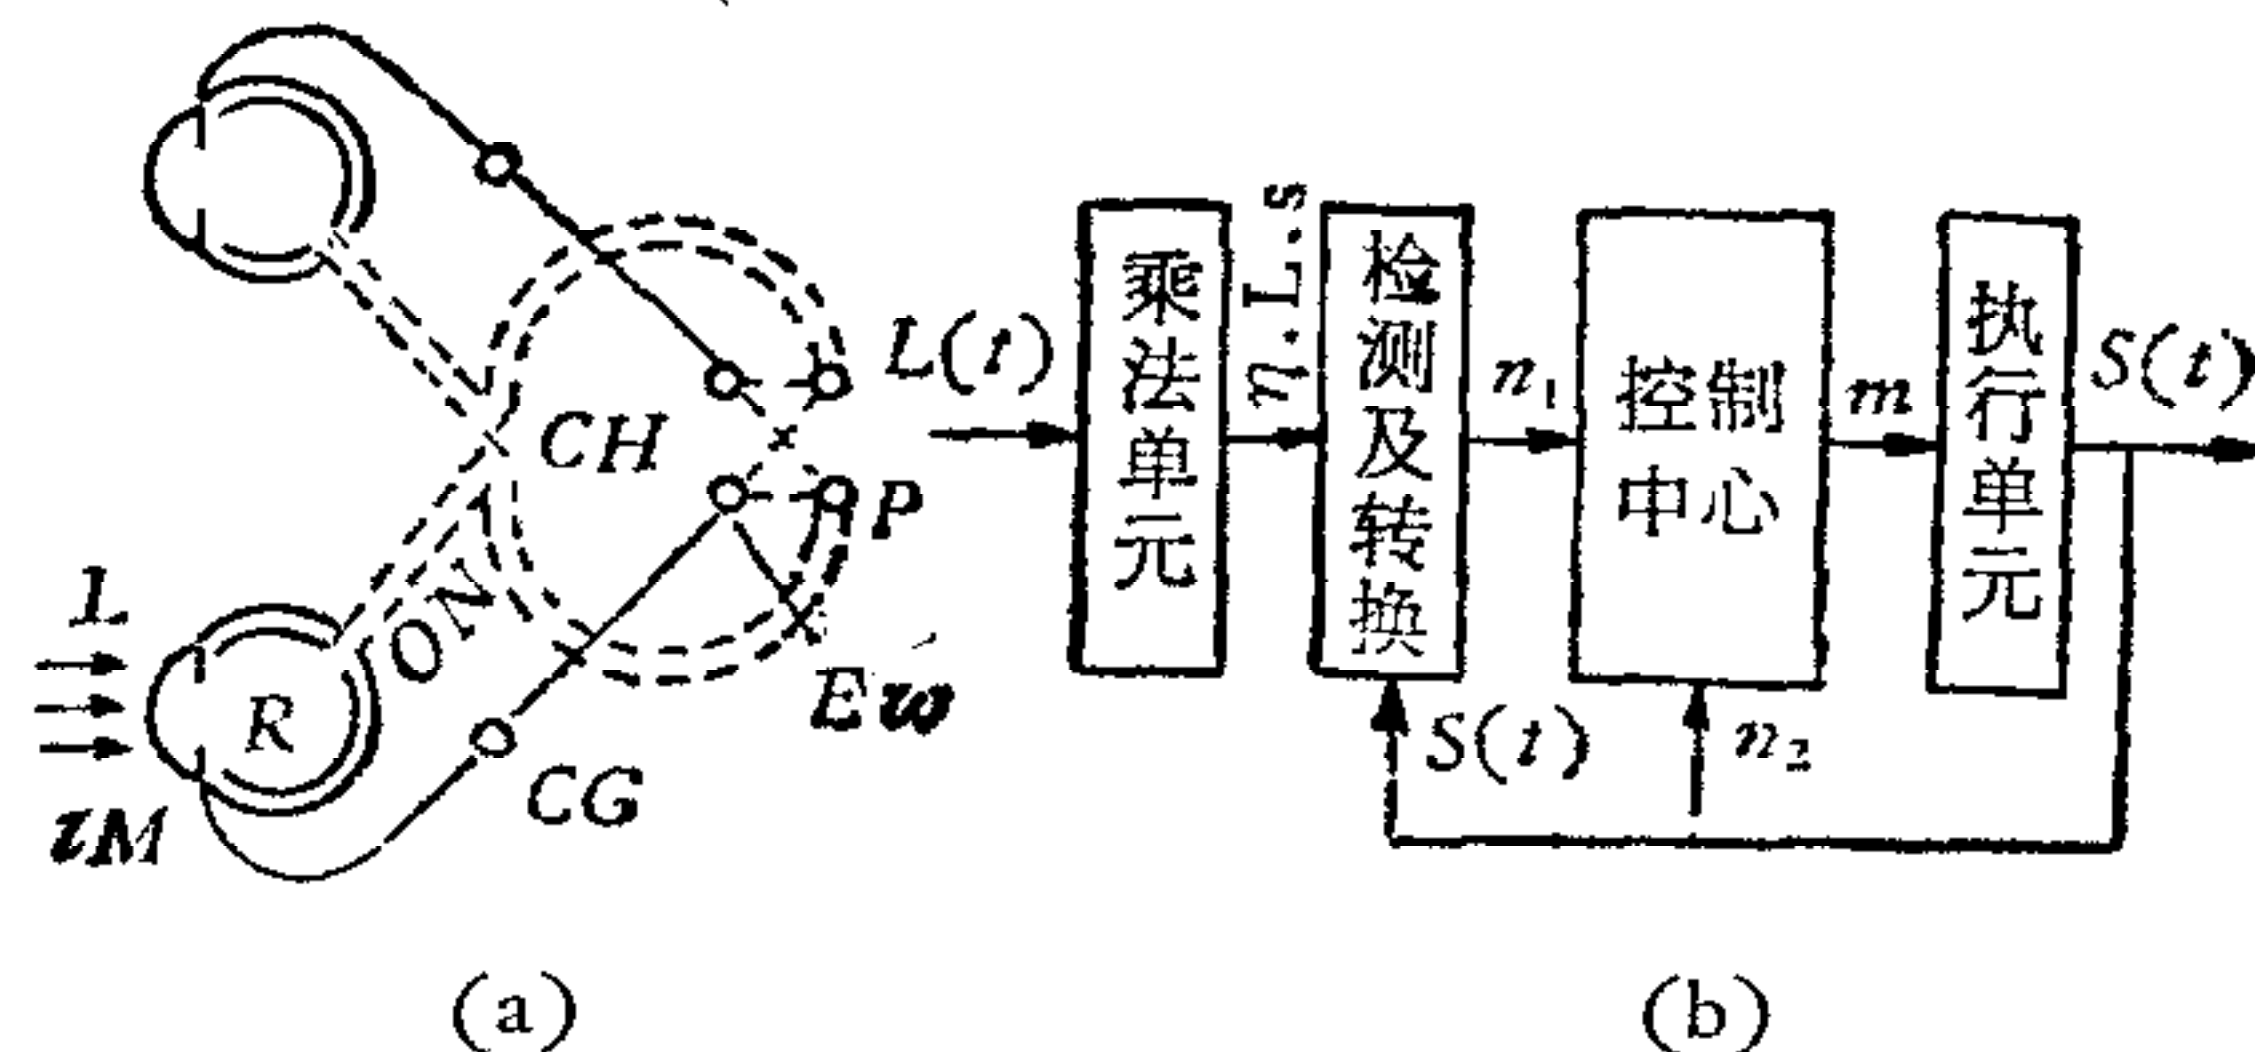 CH
P
L
ON
R
Ew
CG
iM
(a)
L(t)
乘法单元
η.L.s
检测及转换
n₁
控制
中心
m
执行单元
S(t)
S(t)
n₂
(b)